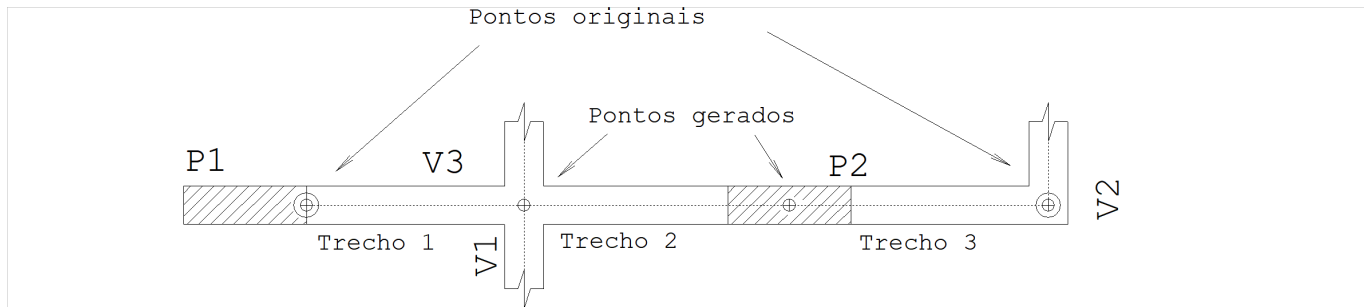 Pontos originais
Pontos gerados
P1
V3
P2
V2
Trecho 1
V1
Trecho 2
Trecho 3